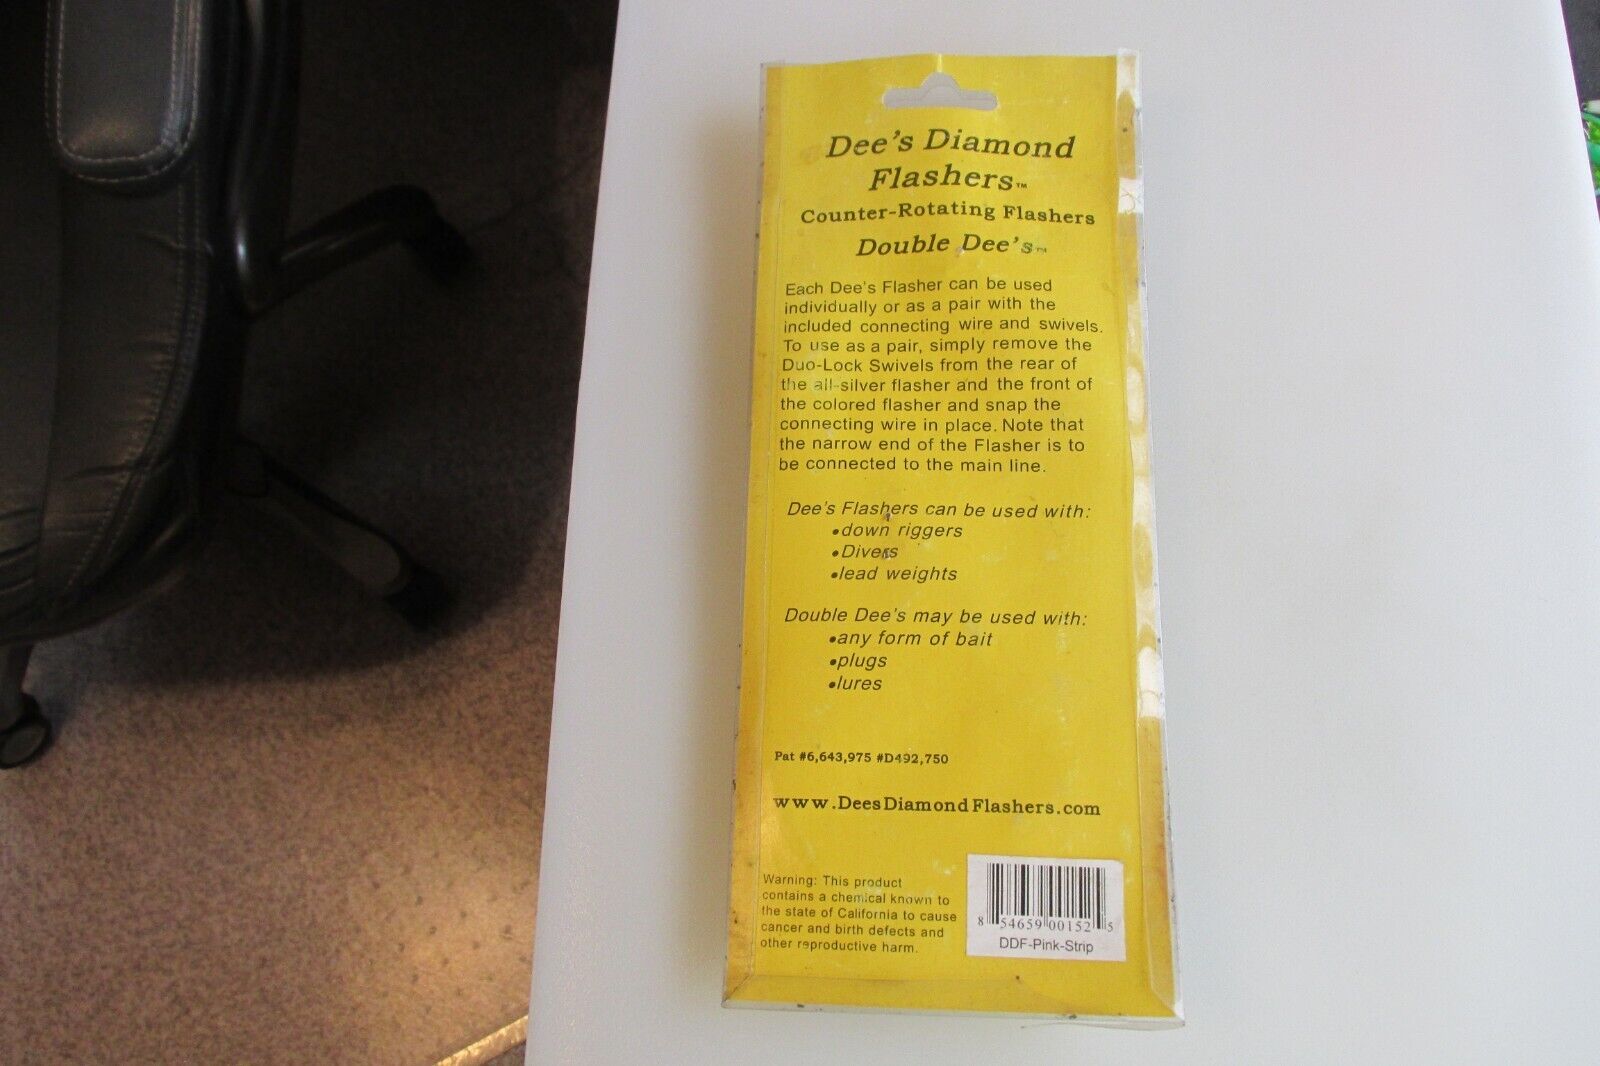 Dee's Diamond
Flashers™
Counter-Rotating Flashers
Double Dee's™
Each Dee's Flasher can be used
individually or as a pair with the
included connecting wire and swivels.
To use as a pair, simply remove the
Duo-Lock Swivels from the rear of
the all-silver flasher and the front of
the colored flasher and snap the
connecting wire in place. Note that
the narrow end of the Flasher is to
be connected to the main line.
Dee's Flashers can be used with:
•down riggers
•Divers
•lead weights
Double Dee's may be used with:
•any form of bait
•plugs
•lures
Pat #6,643,975 #D492,750
www.DeesDiamondFlashers.com
Warning: This product
contains a chemical known to
the state of California to cause
cancer and birth defects and
other reproductive harm.
8 54659 00152 5
DDF-Pink-Strip